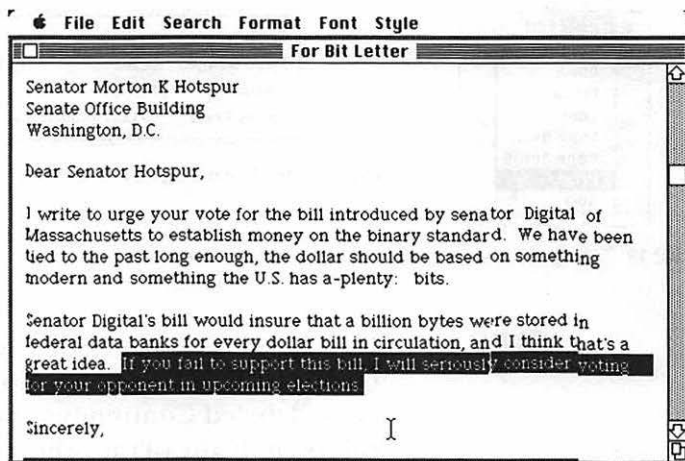 File Edit Search Format Font Style
For Bit Letter
Senator Morton K Hotspur
Senate Office Building
Washington, D.C.
Dear Senator Hotspur,
I write to urge your vote for the bill introduced by senator Digital of
Massachusetts to establish money on the binary standard. We have been
tied to the past long enough, the dollar should be based on something
modern and something the U.S. has a-plenty: bits.
Senator Digital's bill would insure that a billion bytes were stored in
federal data banks for every dollar bill in circulation, and I think that's a
great idea. If you fail to support this bill, I will seriously consider voting
for your opponent in upcoming elections.
Sincerely,